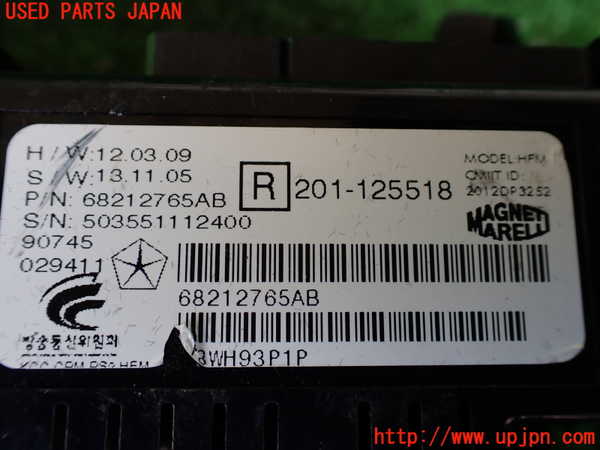 USED PARTS JAPAN
H/W:12.03.09
S/W:13.11.05
P/N: 68212765AB
S/N: 503551112400
90745
029411
R 201-125518
MODEL:HFM
CMIIT ID:
2012DP3252
MAGNETI
MARELLI
68212765AB
방송통신위원회
WH93P1P
http://www.upjpn.com